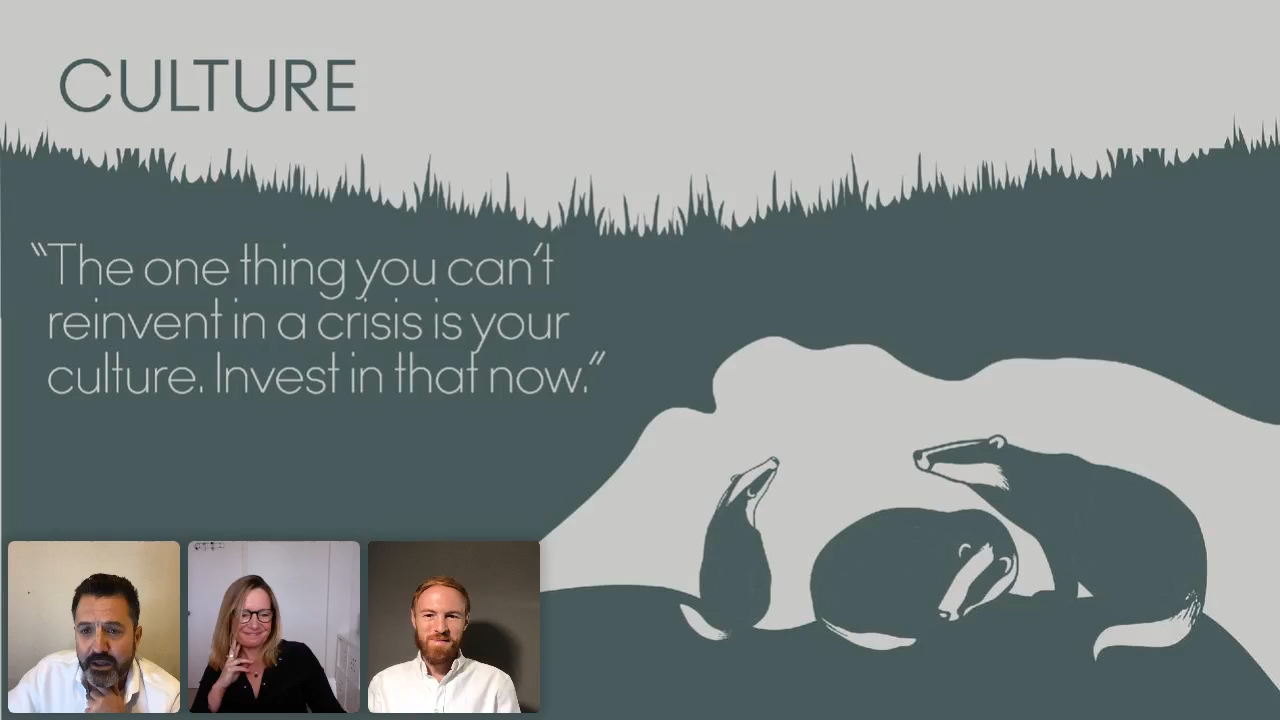 CULTURE
“The one thing you can’t
reinvent in a crisis is your
culture. Invest in that now.”